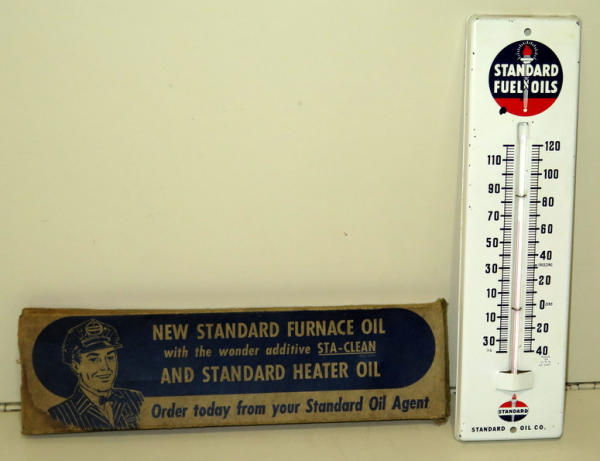 STANDARD
FUEL OILS
120
110
100
90
80
70
60
50
40
30
FREEZING
20
10
0 ZERO
10
20
30
40
STANDARD
STANDARD OIL CO.
NEW STANDARD FURNACE OIL
with the wonder additive STA-CLEAN
AND STANDARD HEATER OIL
Order today from your Standard Oil Agent